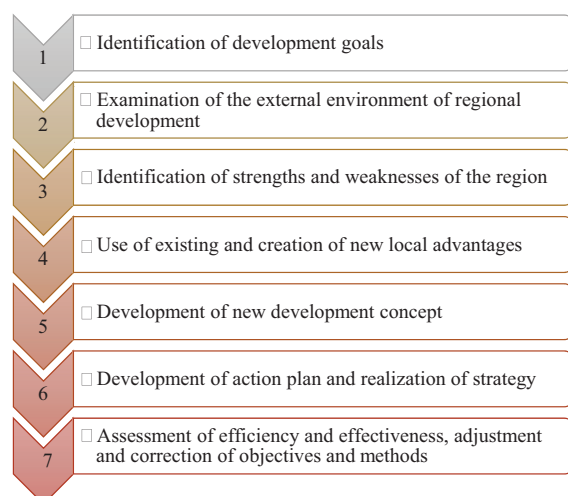 1
□ Identification of development goals
2
□ Examination of the external environment of regional
development
3
□ Identification of strengths and weaknesses of the region
4
□ Use of existing and creation of new local advantages
5
□ Development of new development concept
6
□ Development of action plan and realization of strategy
7
□ Assessment of efficiency and effectiveness, adjustment
and correction of objectives and methods